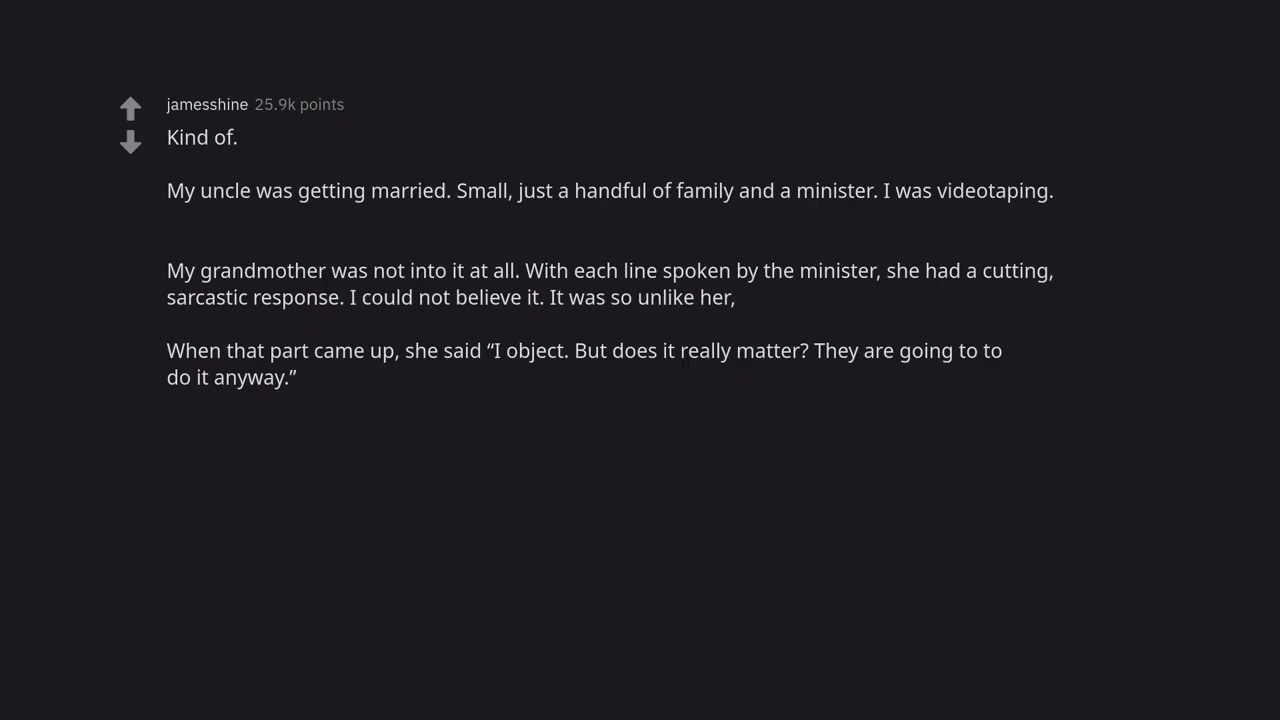 jamesshine 25.9k points
Kind of.
My uncle was getting married. Small, just a handful of family and a minister. I was videotaping.
My grandmother was not into it at all. With each line spoken by the minister, she had a cutting,
sarcastic response. I could not believe it. It was so unlike her,
When that part came up, she said “I object. But does it really matter? They are going to to
do it anyway.”